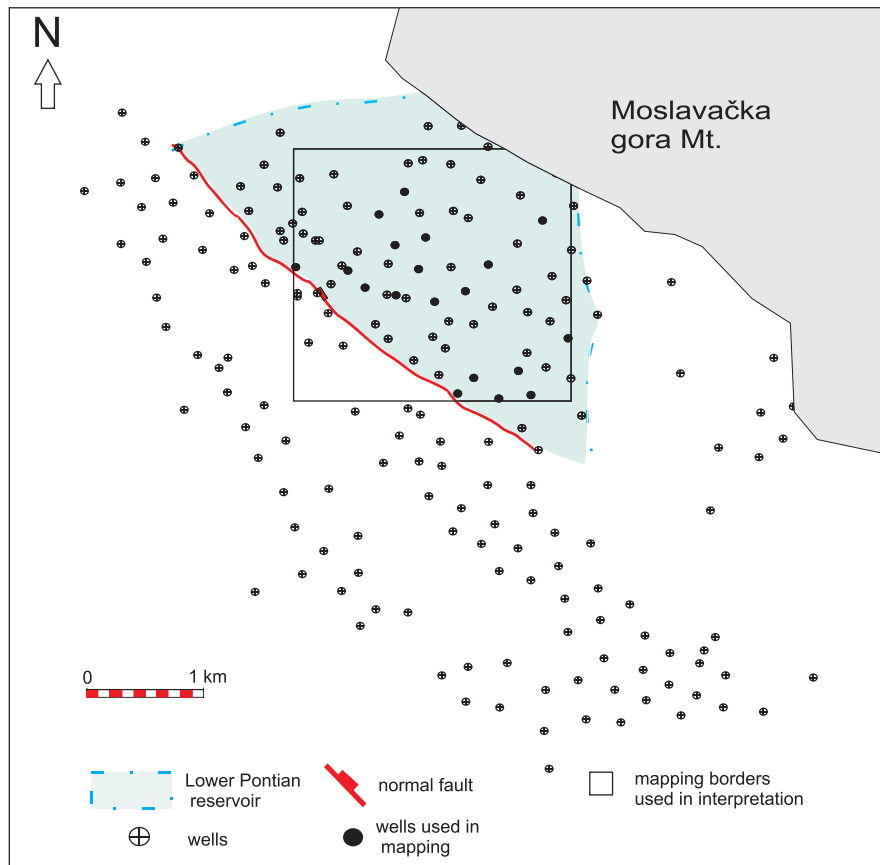 N
Moslavačka
gora Mt.
0 1 km
Lower Pontian
reservoir
normal fault
mapping borders
used in interpretation
wells
wells used in
mapping